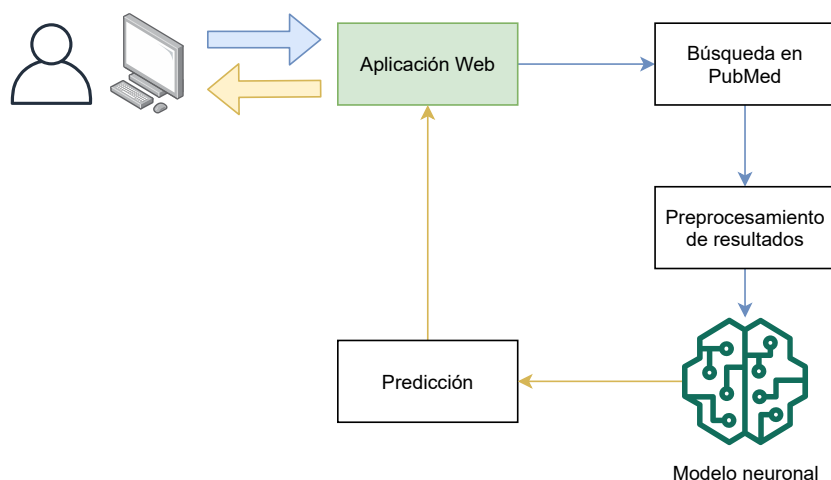 Aplicación Web
Búsqueda en
PubMed
Preprocesamiento
de resultados
Predicción
Modelo neuronal